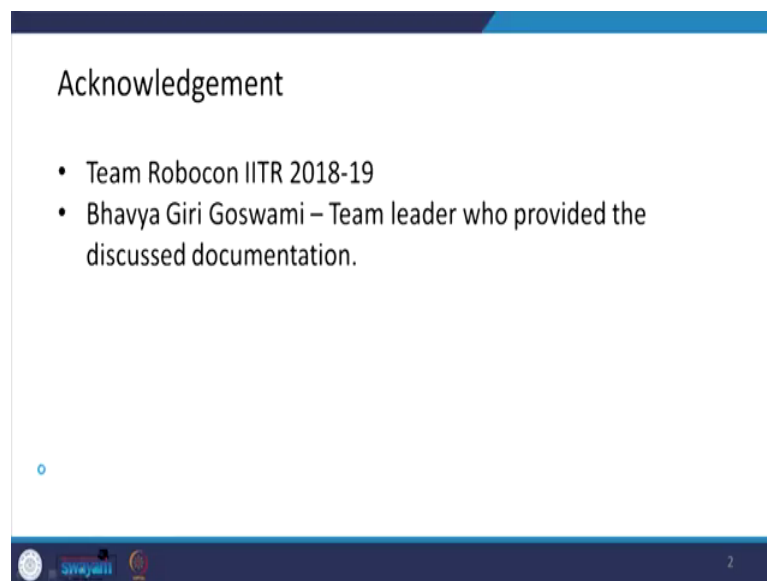 Acknowledgement
• Team Robocon IITR 2018-19
• Bhavya Giri Goswami – Team leader who provided the
discussed documentation.
swayam
2